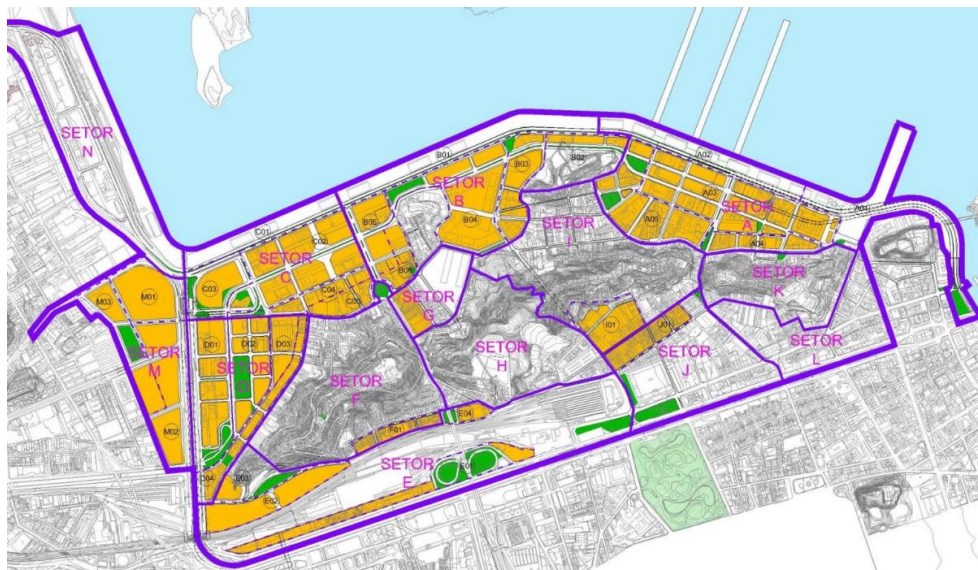 SETOR
N
B01
B03
B02
A02
SETOR
B
A03
C01
C02
B05
B04
A05
SETOR
A
A01
SETOR
I
A04
SETOR
C
B06
SETOR
K
M03
M01
C03
C04
C05
SETOR
G
I01
J01
D01
D02
D03
SETOR
M
SETOR
SETOR
F
SETOR
H
SETOR
J
SETOR
L
M02
F01
E04
D04
E03
SETOR
E
E01
E02